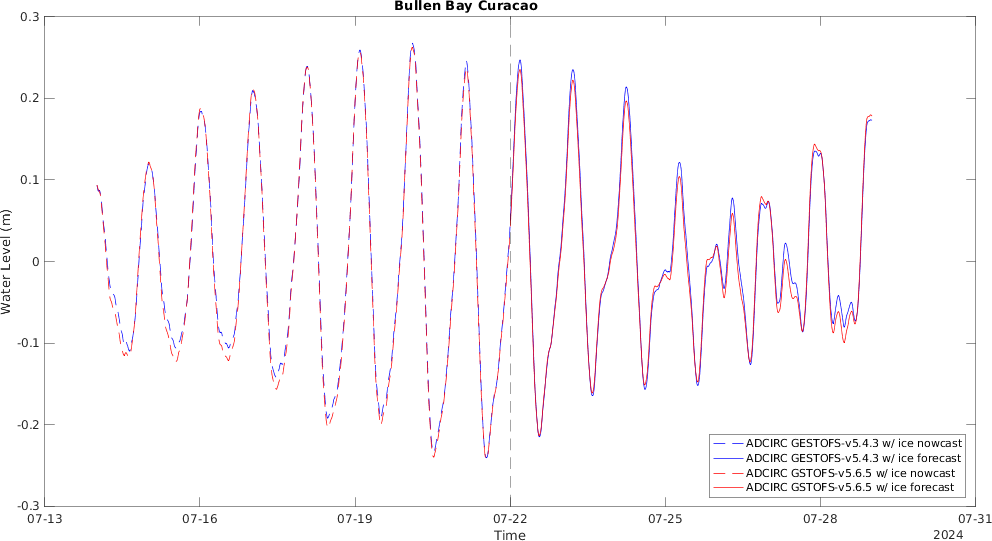 Bullen Bay Curacao
0.3
0.2
0.1
0
-0.1
-0.2
-0.3
Water Level (m)
ADCIRC GESTOFS-v5.4.3 w/ ice nowcast
ADCIRC GESTOFS-v5.4.3 w/ ice forecast
ADCIRC GSTOFS-v5.6.5 w/ ice nowcast
ADCIRC GSTOFS-v5.6.5 w/ ice forecast
07-13 07-16 07-19 07-22 07-25 07-28 07-31
Time
2024